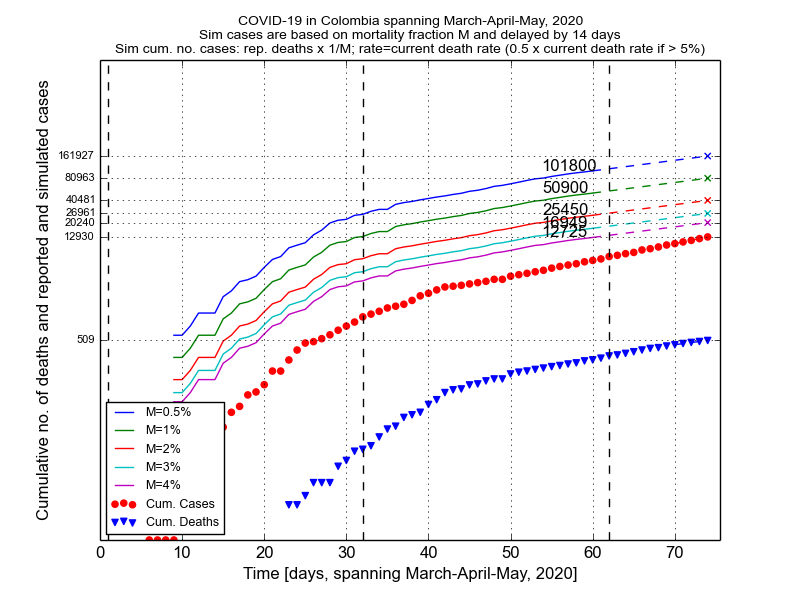 COVID-19 in Colombia spanning March-April-May, 2020
Sim cases are based on mortality fraction M and delayed by 14 days
Sim cum. no. cases: rep. deaths x 1/M; rate=current death rate (0.5 x current death rate if > 5%)
Cumulative no. of deaths and reported and simulated cases
161927
80963
40481
26961
20240
12930
509
101800
50900
25450
16949
12725
M=0.5%
M=1%
M=2%
M=3%
M=4%
Cum. Cases
Cum. Deaths
0 10 20 30 40 50 60 70
Time [days, spanning March-April-May, 2020]